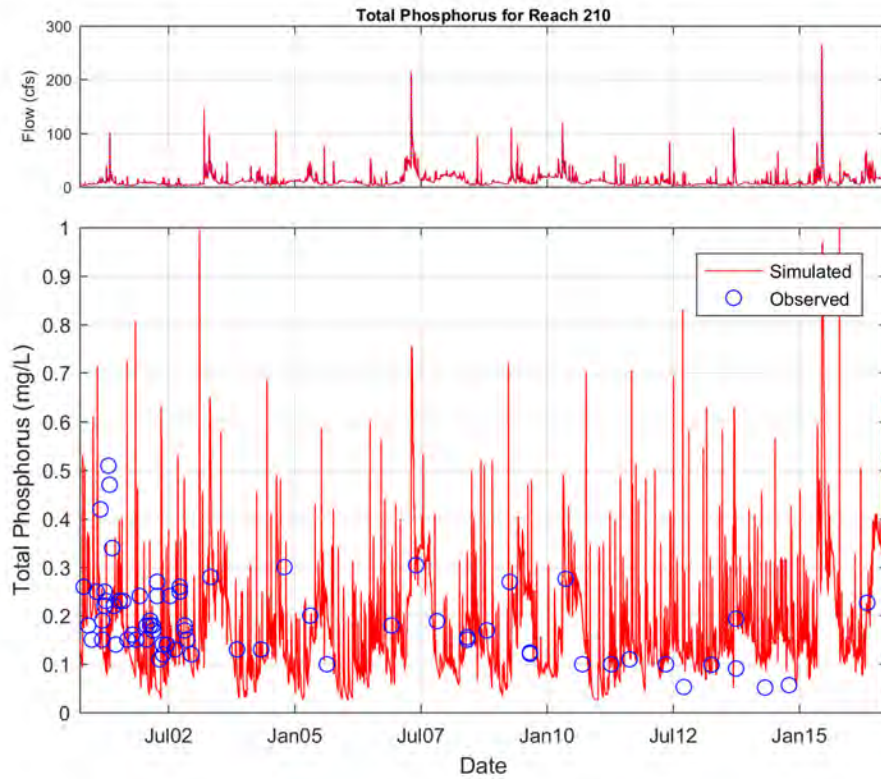 Total Phosphorus for Reach 210
300
200
100
0
Flow (cfs)
1
0.9
0.8
0.7
0.6
0.5
0.4
0.3
0.2
0.1
0
Total Phosphorus (mg/L)
Simulated
Observed
Jul02 Jan05 Jul07 Jan10 Jul12 Jan15
Date